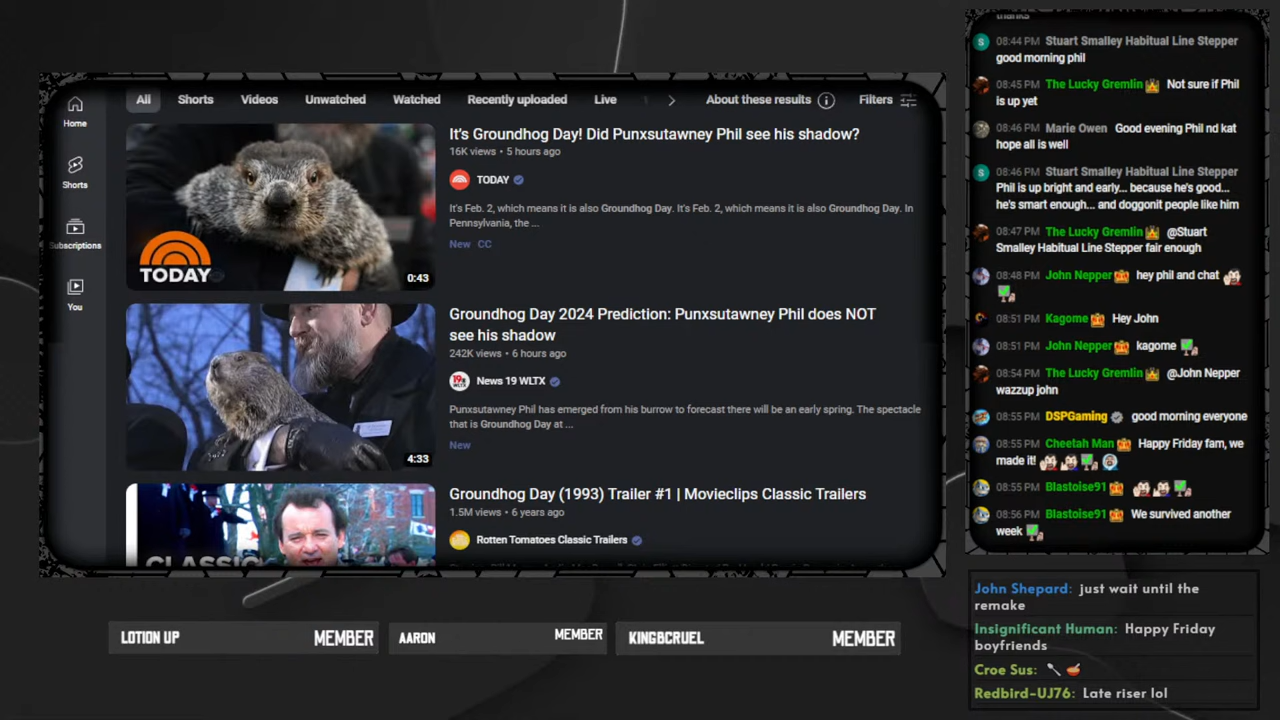 Home
Shorts
Subscriptions
You
All
Shorts
Videos
Unwatched
Watched
Recently uploaded
Live
About these results
Filters
TODAY
0:43
It's Groundhog Day! Did Punxsutawney Phil see his shadow?
16K views • 5 hours ago
TODAY
It's Feb. 2, which means it is also Groundhog Day. It's Feb. 2, which means it is also Groundhog Day. In
Pennsylvania, the ...
New CC
4:33
Groundhog Day 2024 Prediction: Punxsutawney Phil does NOT
see his shadow
242K views • 6 hours ago
19
News 19 WLTX
Punxsutawney Phil has emerged from his burrow to forecast there will be an early spring. The spectacle
that is Groundhog Day at ...
New
CLASSIC
Groundhog Day (1993) Trailer #1 | Movieclips Classic Trailers
1.5M views • 6 years ago
Rotten Tomatoes Classic Trailers
LOTION UP MEMBER
AARON MEMBER
KINGBCRUEL MEMBER
thanks
S 08:44 PM Stuart Smalley Habitual Line Stepper
good morning phil
08:45 PM The Lucky Gremlin Not sure if Phil
is up yet
08:46 PM Marie Owen Good evening Phil nd kat
hope all is well
S 08:46 PM Stuart Smalley Habitual Line Stepper
Phil is up bright and early... because he's good...
he's smart enough... and doggonit people like him
08:47 PM The Lucky Gremlin @Stuart
Smalley Habitual Line Stepper fair enough
08:48 PM John Nepper hey phil and chat
08:51 PM Kagome Hey John
08:51 PM John Nepper kagome
08:54 PM The Lucky Gremlin @John Nepper
wazzup john
08:55 PM DSPGaming good morning everyone
08:55 PM Cheetah Man Happy Friday fam, we
made it!
08:55 PM Blastoise91
08:56 PM Blastoise91 We survived another
week
John Shepard: just wait until the
remake
Insignificant Human: Happy Friday
boyfriends
Croe Sus:
Redbird-UJ76: Late riser lol